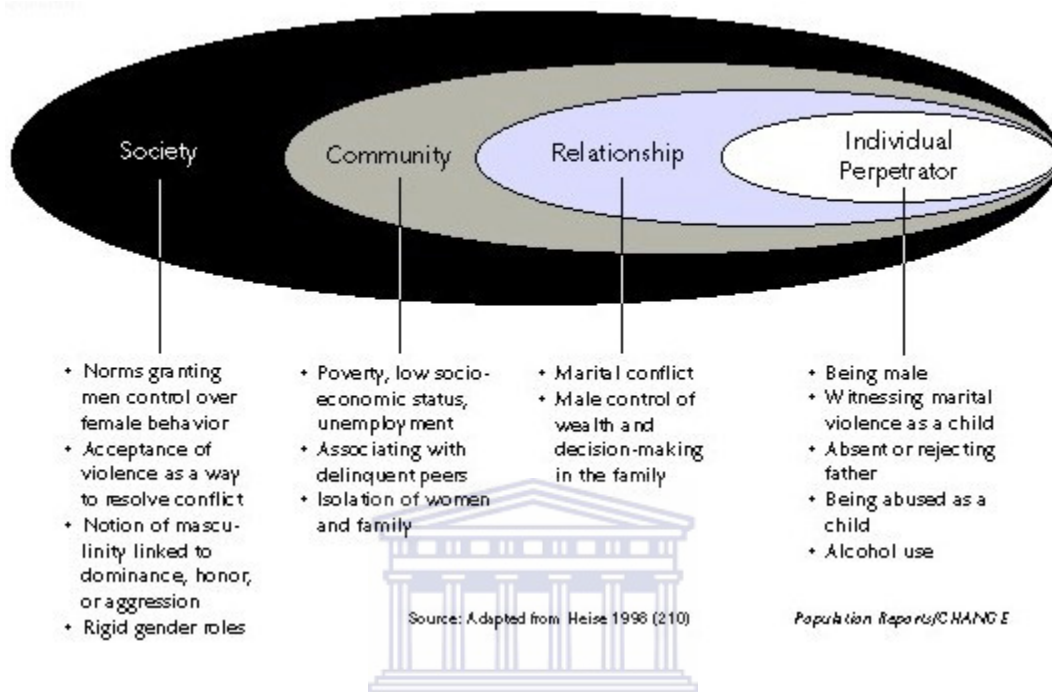 Society
Community
Relationship
Individual
Perpetrator
• Norms granting
men control over
female behavior
• Acceptance of
violence as a way
to resolve conflict
• Notion of mascu-
linity linked to
dominance, honor,
or aggression
• Rigid gender roles
• Poverty, low socio-
economic status,
unemployment
• Associating with
delinquent peers
• Isolation of women
and family
• Marital conflict
• Male control of
wealth and
decision-making
in the family
• Being male
• Witnessing marital
violence as a child
• Absent or rejecting
father
• Being abused as a
child
• Alcohol use
Source: Adapted from Heise 1998 (210)
Population Reports/CHANGE